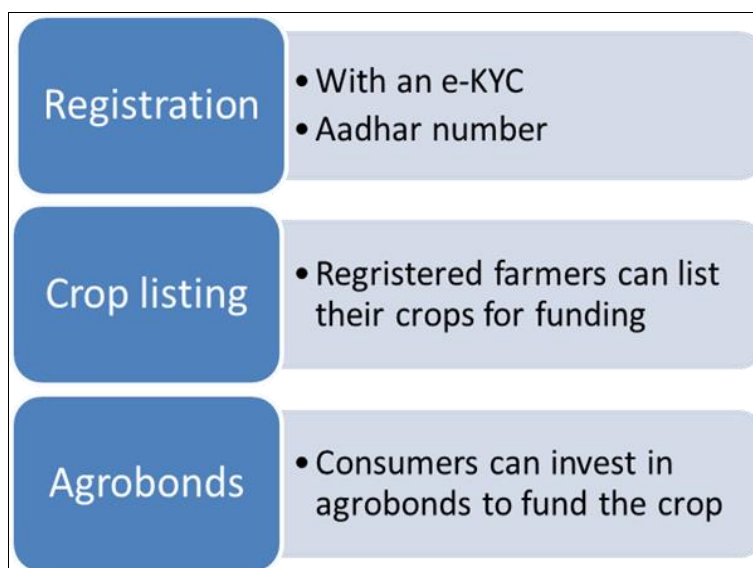 Registration
• With an e-KYC
• Aadhar number
Crop listing
• Regristered farmers can list
their crops for funding
Agrobonds
• Consumers can invest in
agrobonds to fund the crop